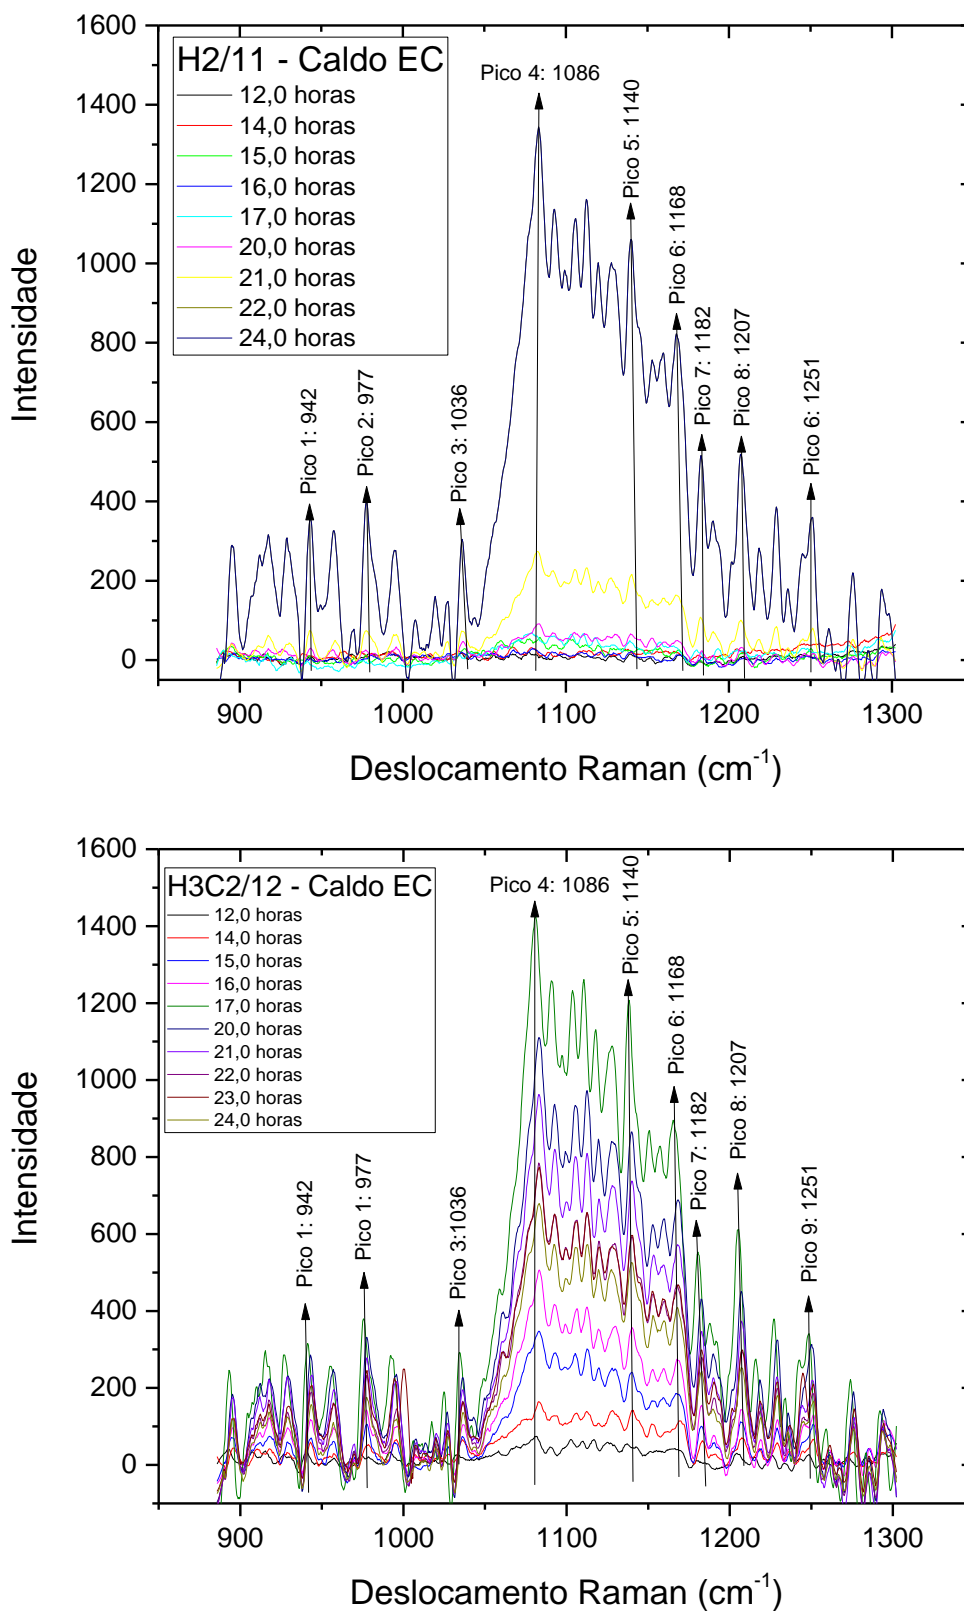 1600
1400
1200
1000
800
600
400
200
0
Intensidade
H2/11 - Caldo EC
12,0 horas
14,0 horas
15,0 horas
16,0 horas
17,0 horas
20,0 horas
21,0 horas
22,0 horas
24,0 horas
Pico 1: 942
Pico 2: 977
Pico 3: 1036
Pico 4: 1086
Pico 5: 1140
Pico 6: 1168
Pico 7: 1182
Pico 8: 1207
Pico 6: 1251
900 1000 1100 1200 1300
Deslocamento Raman (cm⁻¹)
1600
1400
1200
1000
800
600
400
200
0
Intensidade
H3C2/12 - Caldo EC
12,0 horas
14,0 horas
15,0 horas
16,0 horas
17,0 horas
20,0 horas
21,0 horas
22,0 horas
23,0 horas
24,0 horas
Pico 1: 942
Pico 1: 977
Pico 3:1036
Pico 4: 1086
Pico 5: 1140
Pico 6: 1168
Pico 7: 1182
Pico 8: 1207
Pico 9: 1251
900 1000 1100 1200 1300
Deslocamento Raman (cm⁻¹)